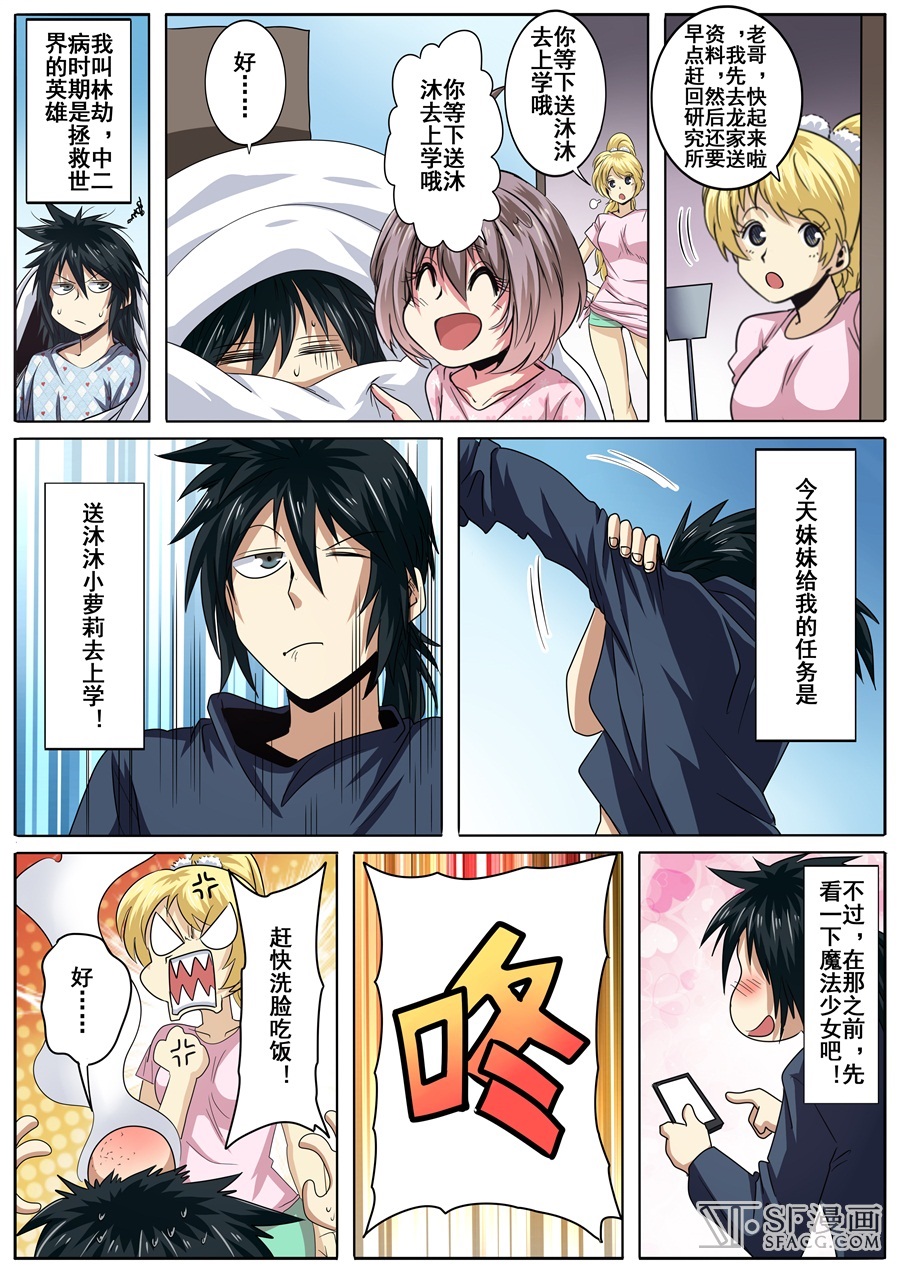 老哥，快起来啦
，我先去龙家送
资料，然后还要
早点赶回研究所
你等下送沐沐
去上学哦
你等下送沐
沐去上学哦
好……
我叫林劫，中二
病时期是拯救世
界的英雄
今天妹妹给我的任务是
送沐沐小萝莉去上学！
不过，在那之前，先
看一下魔法少女吧！
咚
赶快洗脸吃饭！
好……
SF漫画
SFACG.COM